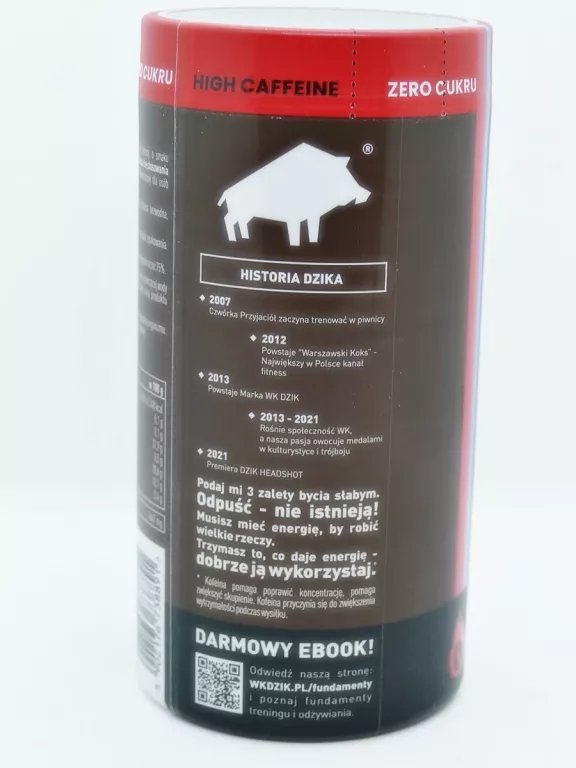 O CUKRU
HIGH CAFFEINE
ZERO CUKRU
®
HISTORIA DZIKA
2007
Czwórka Przyjaciół zaczyna trenować w piwnicy
2012
Powstaje "Warszawski Koks" -
Największy w Polsce kanał
fitness
2013
Powstaje Marka WK DZIK
2013 - 2021
Rośnie społeczność WK,
a nasza pasja owocuje medalami
w kulturystyce i trójboju
2021
Premiera DZIK HEADSHOT
Podaj mi 3 zalety bycia słabym.
Odpuść - nie istnieją!
Musisz mieć energię, by robić
wielkie rzeczy.
Trzymasz to, co daje energię -
dobrze ją wykorzystaj.*
* Kofeina pomaga poprawić koncentrację, pomaga
zwiększyć skupienie. Kofeina przyczynia się do zwiększenia
wytrzymałości podczas wysiłku.
DARMOWY EBOOK!
Odwiedź naszą stronę:
WKDZIK.PL/fundamenty
i poznaj fundamenty
treningu i odżywiania.